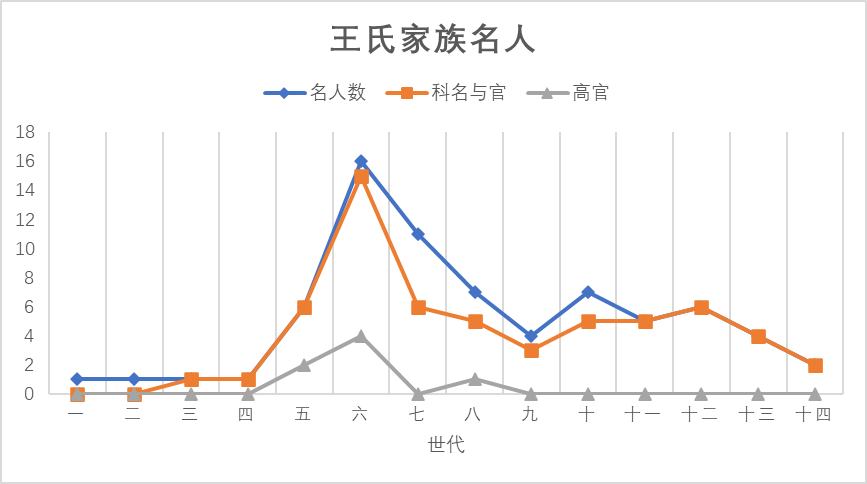 王氏家族名人
名人数 科名与官 高官
18
16
14
12
10
8
6
4
2
0
一 二 三 四 五 六 七 八 九 十 十一 十二 十三 十四
世代